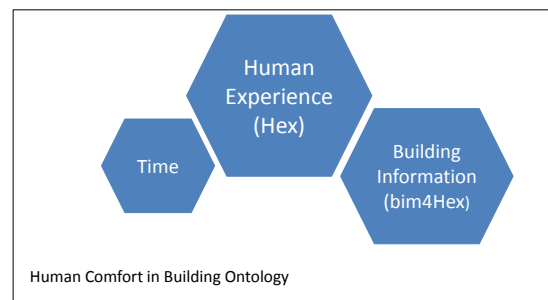 Human
Experience
(Hex)
Time
Building
Information
(bim4Hex)
Human Comfort in Building Ontology